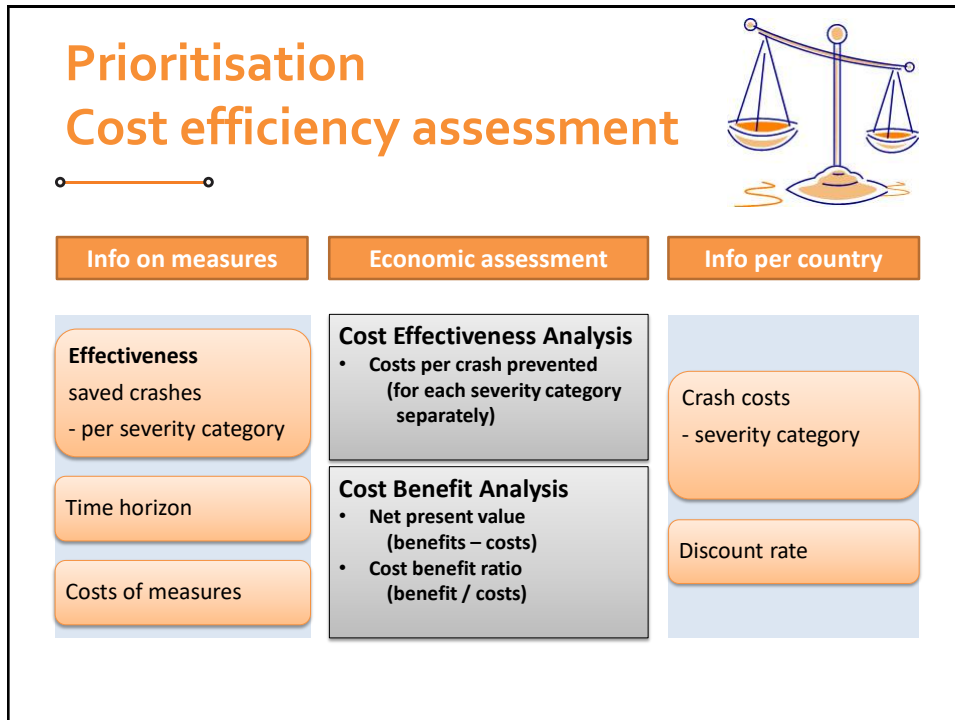 Prioritisation
Cost efficiency assessment
Info on measures
Economic assessment
Info per country
Effectiveness
saved crashes
- per severity category
Time horizon
Costs of measures
Cost Effectiveness Analysis
• Costs per crash prevented
(for each severity category
separately)
Cost Benefit Analysis
• Net present value
(benefits – costs)
• Cost benefit ratio
(benefit / costs)
Crash costs
- severity category
Discount rate